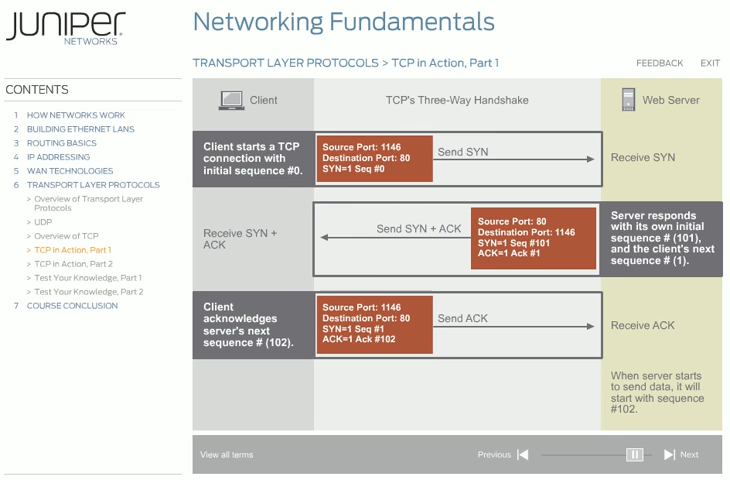 JUNIPER
NETWORKS
Networking Fundamentals
TRANSPORT LAYER PROTOCOLS > TCP in Action, Part 1
FEEDBACK
EXIT
CONTENTS
1 HOW NETWORKS WORK
2 BUILDING ETHERNET LANS
3 ROUTING BASICS
4 IP ADDRESSING
5 WAN TECHNOLOGIES
6 TRANSPORT LAYER PROTOCOLS
> Overview of Transport Layer
Protocols
> UDP
> Overview of TCP
> TCP in Action, Part 1
> TCP in Action, Part 2
> Test Your Knowledge, Part 1
> Test Your Knowledge, Part 2
7 COURSE CONCLUSION
Client
TCP's Three-Way Handshake
Web Server
Client starts a TCP
connection with
initial sequence #0.
Source Port: 1146
Destination Port: 80
SYN=1 Seq #0
Send SYN
Receive SYN
Receive SYN +
ACK
Send SYN + ACK
Source Port: 80
Destination Port: 1146
SYN=1 Seq #101
ACK=1 Ack #1
Server responds
with its own initial
sequence # (101),
and the client's next
sequence # (1).
Client
acknowledges
server's next
sequence # (102).
Source Port: 1146
Destination Port: 80
SYN=1 Seq #1
ACK=1 Ack #102
Send ACK
Receive ACK
When server starts
to send data, it will
start with sequence
#102.
View all terms
Previous
Next